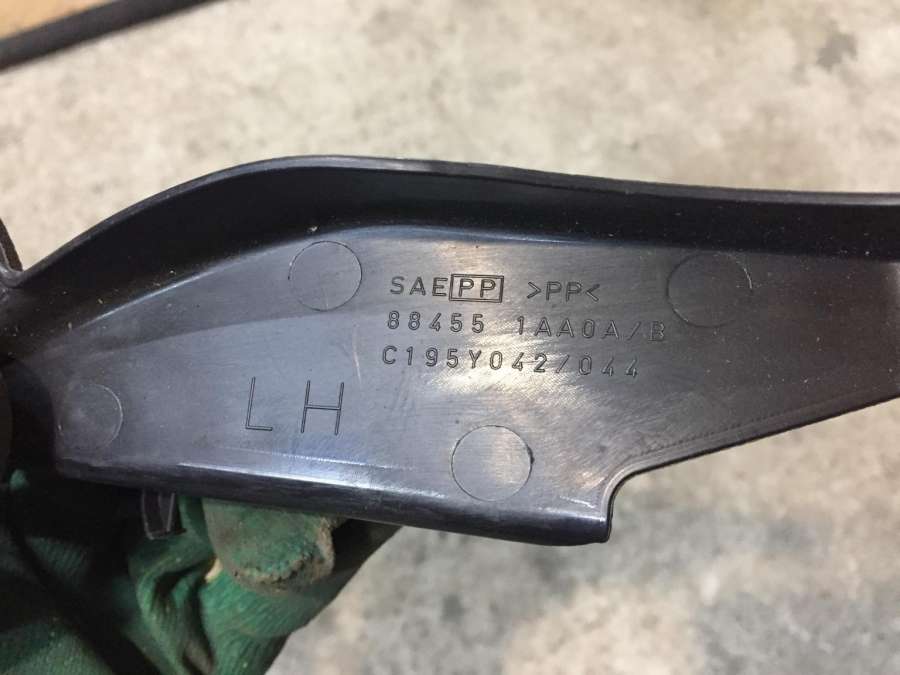 SAE PP >PP<
88455 1AA0A/B
C195Y042/044
LH